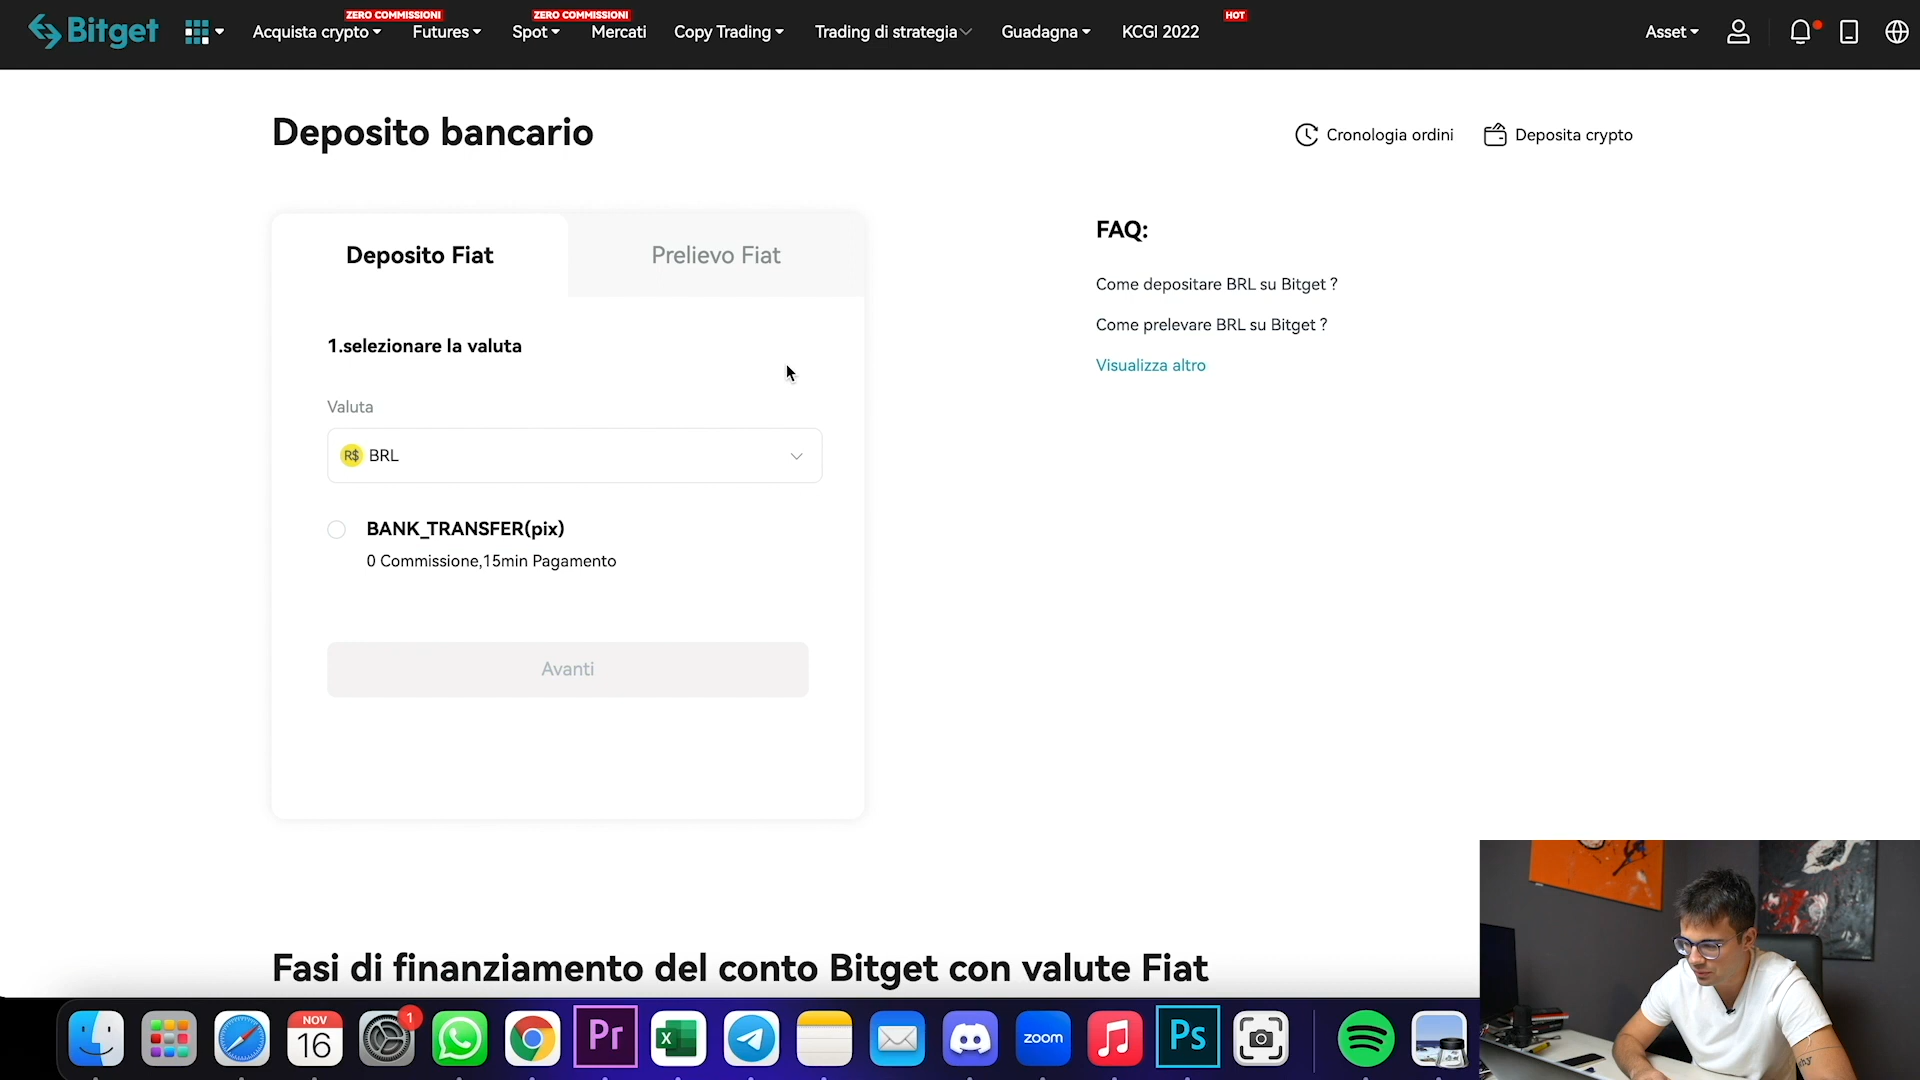 Bitget
Acquista crypto
ZERO COMMISSIONI
Futures
Spot
ZERO COMMISSIONI
Mercati
Copy Trading
Trading di strategia
Guadagna
KCGI 2022
HOT
Asset
Deposito bancario
Cronologia ordini
Deposita crypto
Deposito Fiat
Prelievo Fiat
1.selezionare la valuta
Valuta
R$ BRL
BANK_TRANSFER(pix)
0 Commissione,15min Pagamento
Avanti
FAQ:
Come depositare BRL su Bitget ?
Come prelevare BRL su Bitget ?
Visualizza altro
Fasi di finanziamento del conto Bitget con valute Fiat
NOV
16
1
Pr
X
zoom
Ps